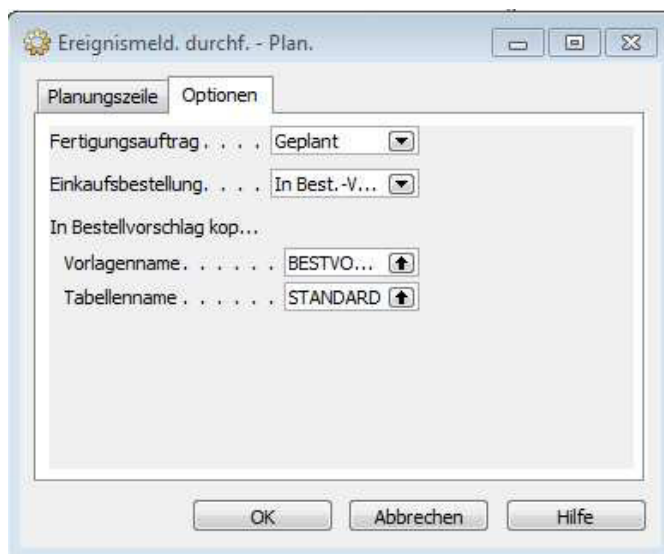 Ereignismeld. durchf. - Plan.
Planungszeile Optionen
Fertigungsauftrag . . . . Geplant
Einkaufsbestellung. . . . In Best.-V...
In Bestellvorschlag kop...
Vorlagenname . . . . . . BESTVO...
Tabellenname . . . . . . STANDARD
OK Abbrechen Hilfe